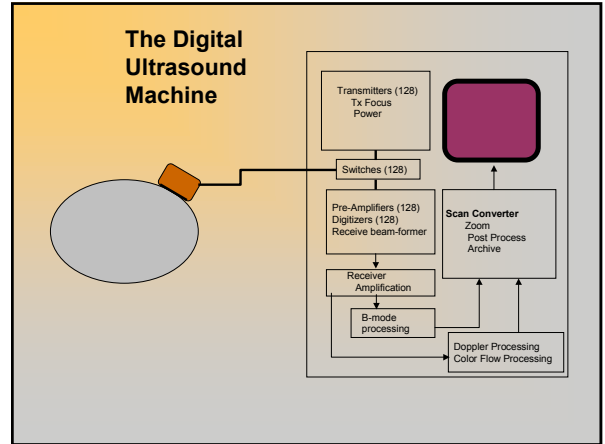 The Digital
Ultrasound
Machine
Transmitters (128)
Tx Focus
Power
Switches (128)
Pre-Amplifiers (128)
Digitizers (128)
Receive beam-former
Scan Converter
Zoom
Post Process
Archive
Receiver
Amplification
B-mode
processing
Doppler Processing
Color Flow Processing